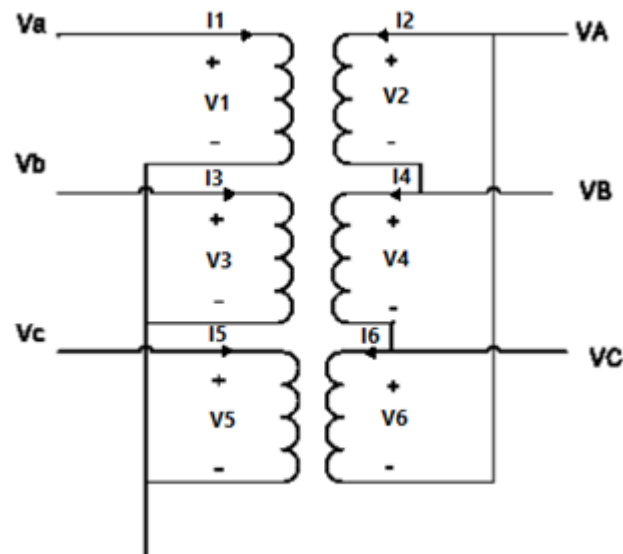 Va I1 I2 VA
+ +
V1 V2
- -
Vb I3 I4 VB
+ +
V3 V4
- -
Vc I5 I6 VC
+ +
V5 V6
- -